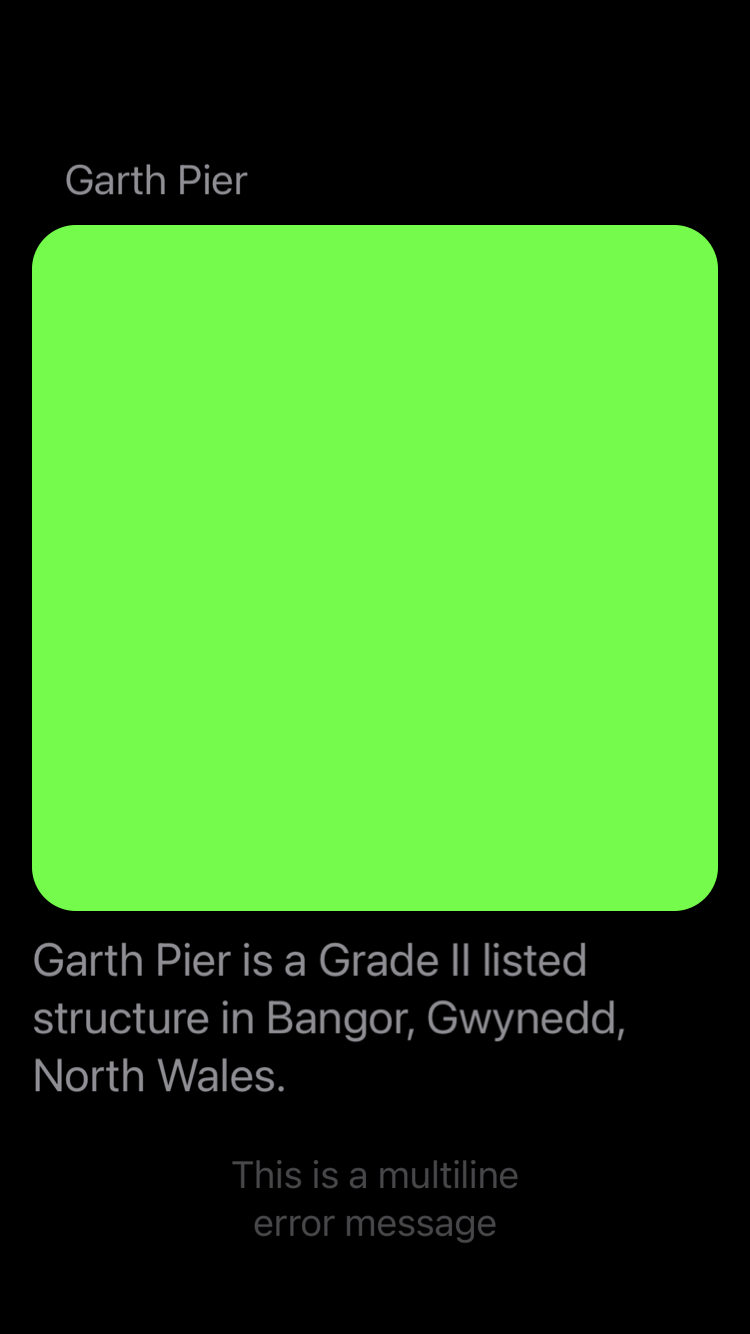 Garth Pier
Garth Pier is a Grade II listed
structure in Bangor, Gwynedd,
North Wales.
This is a multiline
error message